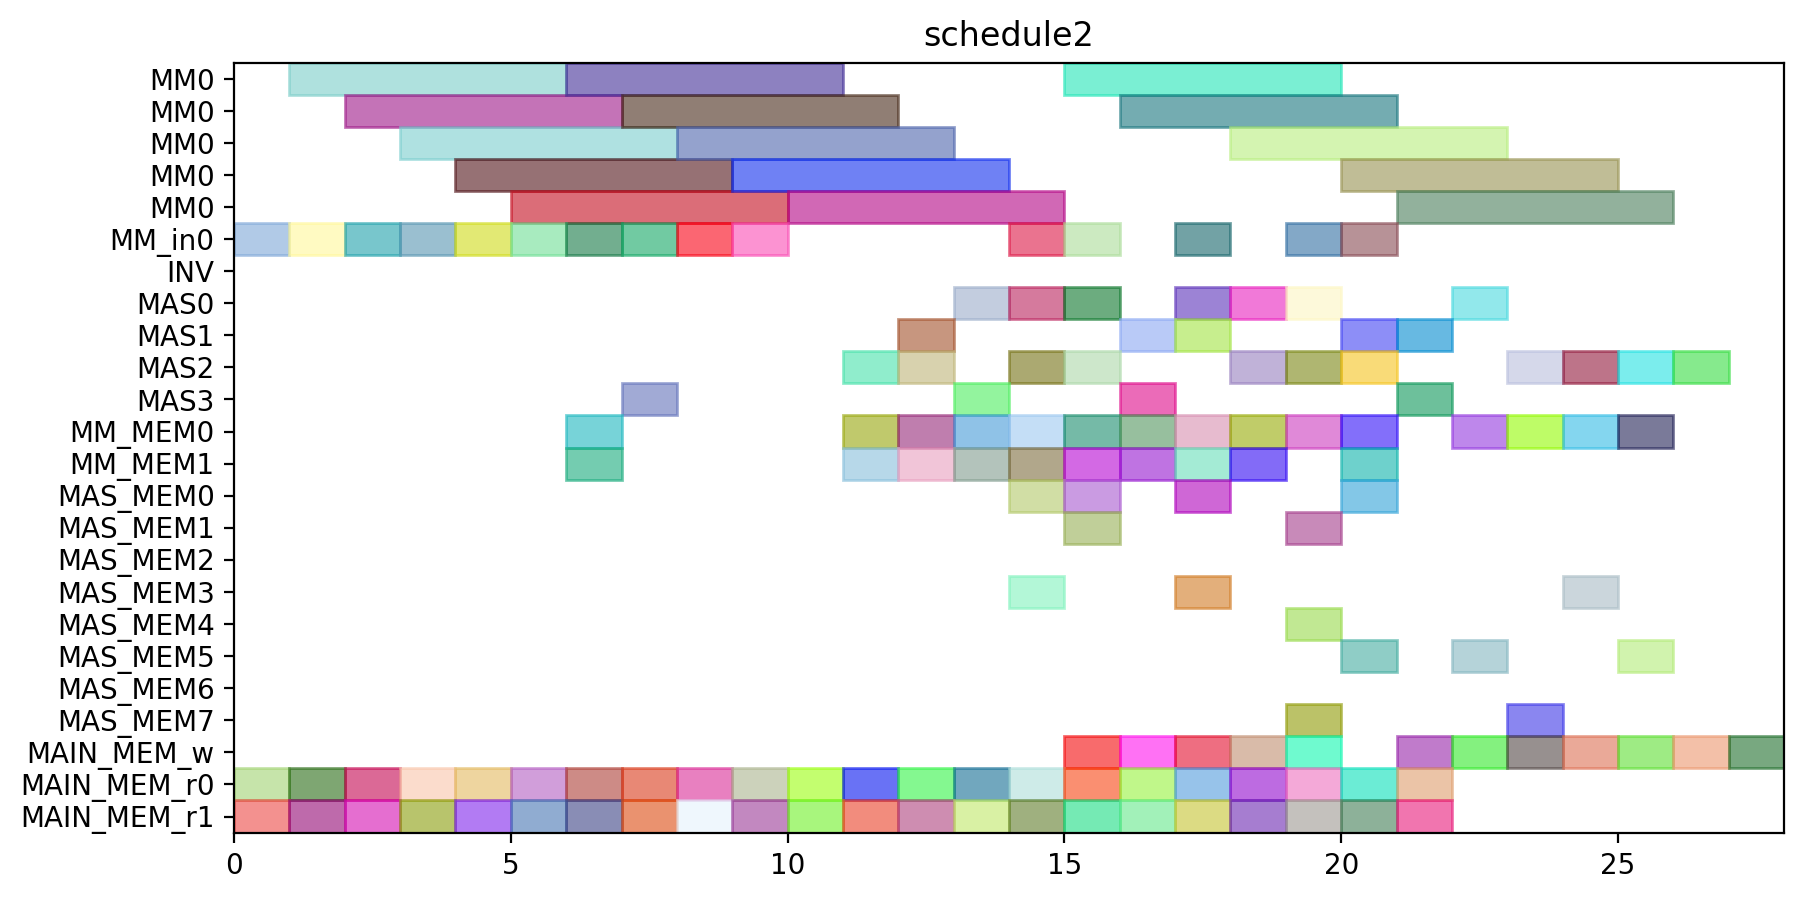 schedule2
MM0
MM0
MM0
MM0
MM0
MM_in0
INV
MAS0
MAS1
MAS2
MAS3
MM_MEM0
MM_MEM1
MAS_MEM0
MAS_MEM1
MAS_MEM2
MAS_MEM3
MAS_MEM4
MAS_MEM5
MAS_MEM6
MAS_MEM7
MAIN_MEM_w
MAIN_MEM_r0
MAIN_MEM_r1
0 5 10 15 20 25